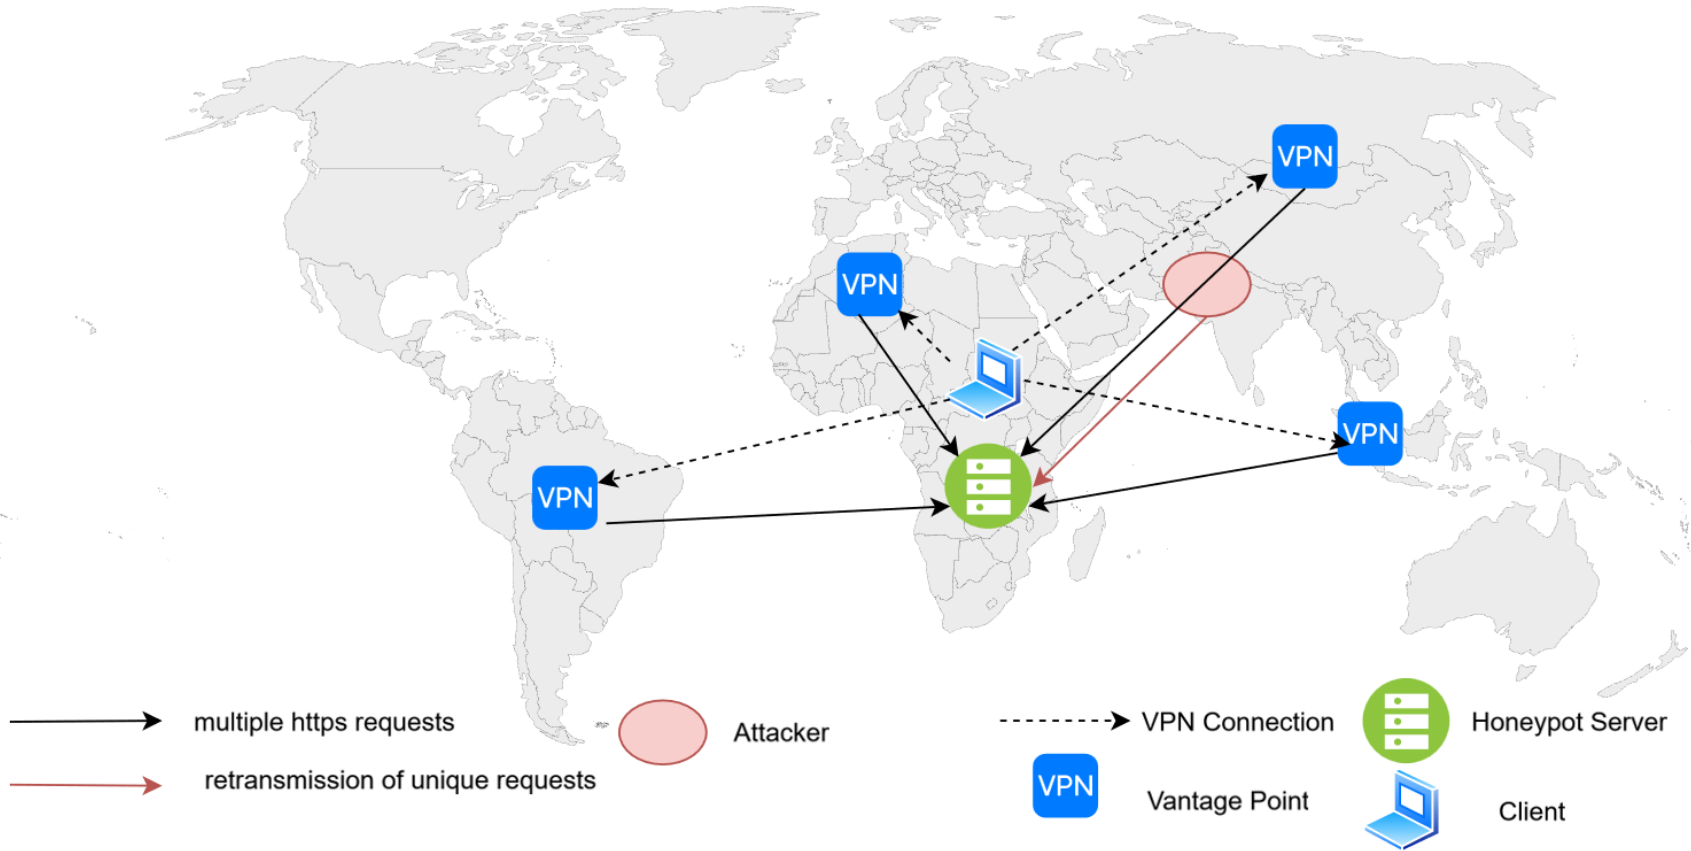 VPN
VPN
VPN
VPN
multiple https requests
Attacker
VPN Connection
Honeypot Server
retransmission of unique requests
VPN
Vantage Point
Client